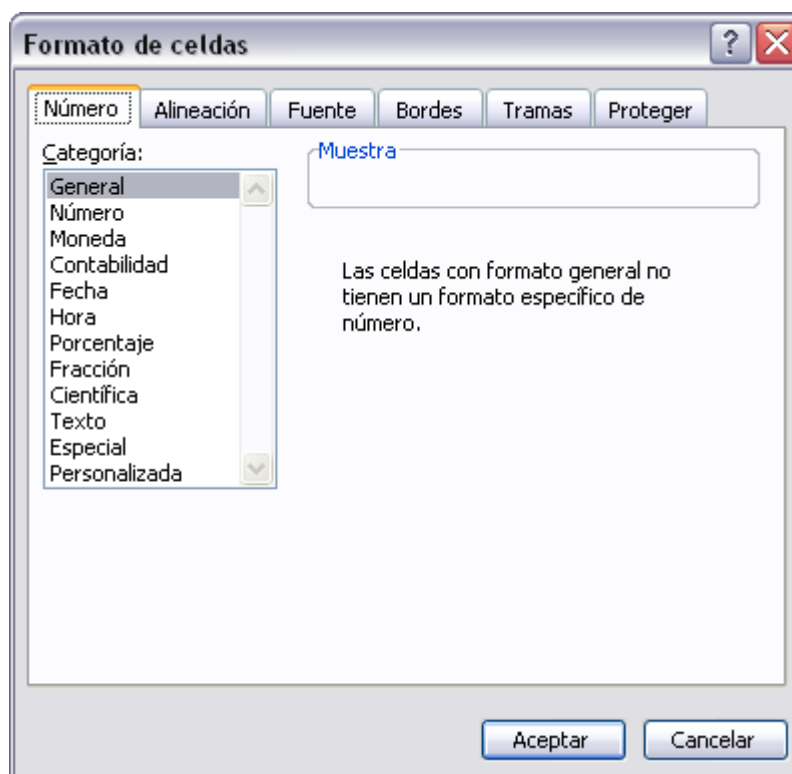 Formato de celdas
Número Alineación Fuente Bordes Tramas Proteger
Categoría:
General
Número
Moneda
Contabilidad
Fecha
Hora
Porcentaje
Fracción
Científica
Texto
Especial
Personalizada
Muestra
Las celdas con formato general no
tienen un formato específico de
número.
Aceptar Cancelar